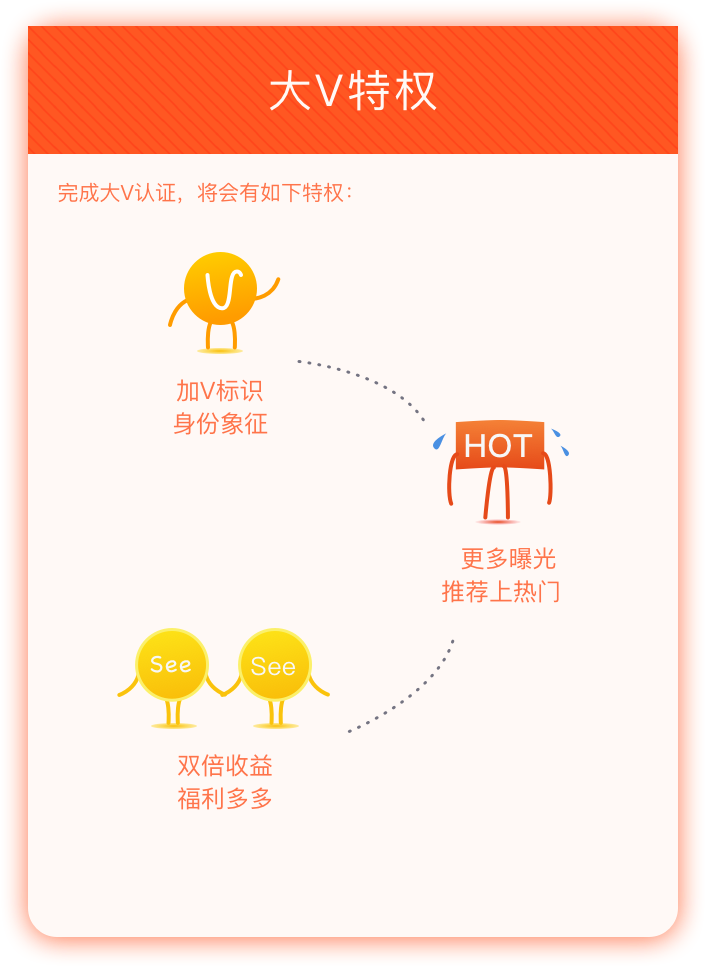 大V特权
完成大V认证，将会有如下特权：
V
加V标识
身份象征
HOT
更多曝光
推荐上热门
See
See
双倍收益
福利多多